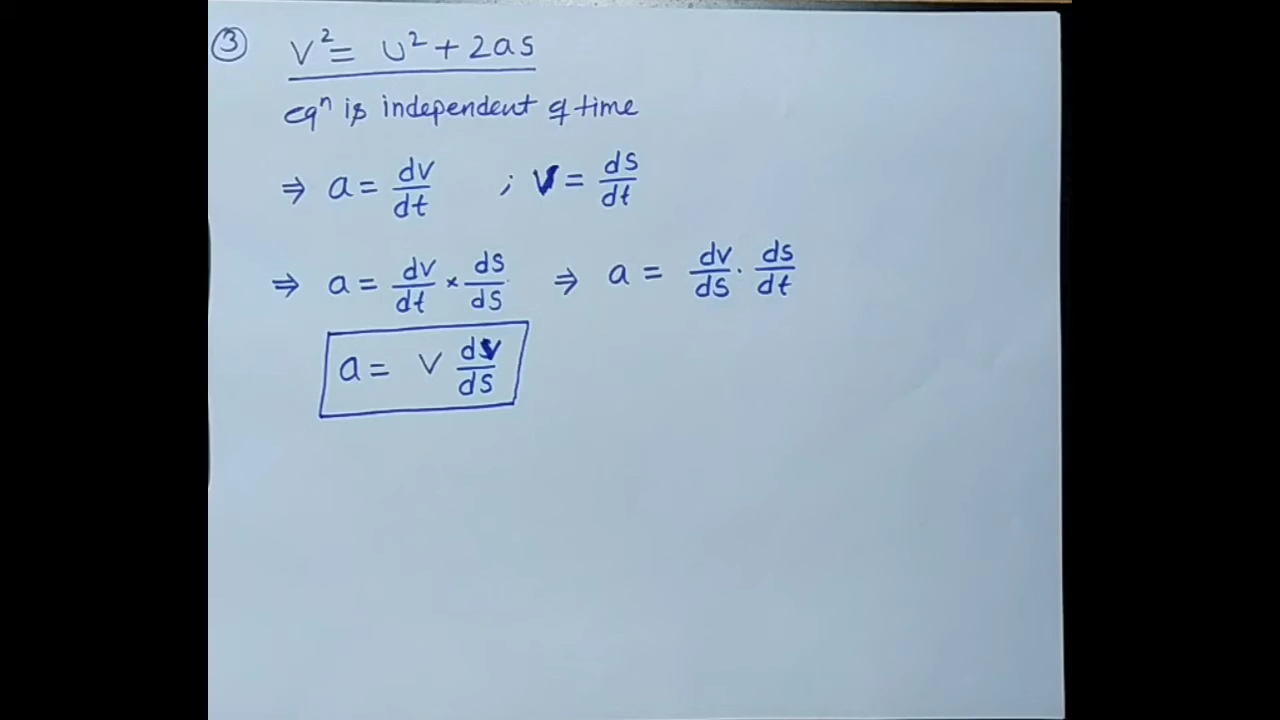 ③ v² = u² + 2as
eqⁿ is independent of time
⇒ a = dv/dt ; v = ds/dt
⇒ a = dv/dt × ds/ds ⇒ a = dv/ds · ds/dt
a = v dv/ds